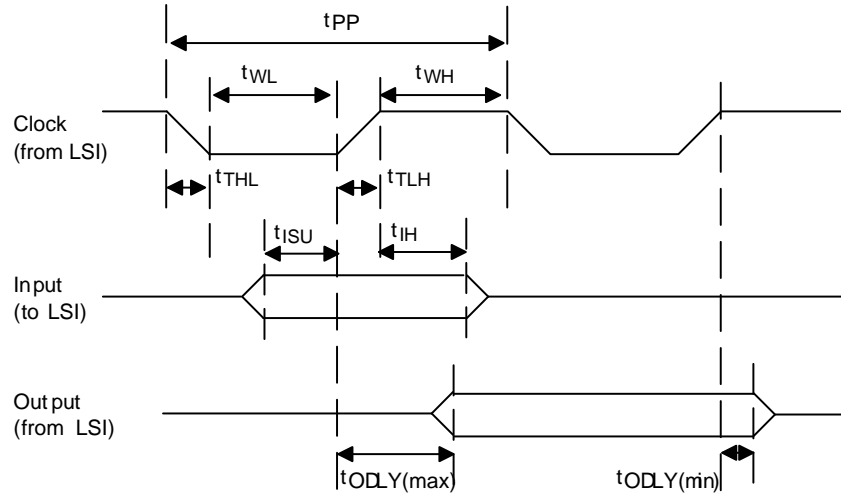 tPP
tWL
tWH
Clock
(from LSI)
tTHL
tTLH
tISU
tIH
Input
(to LSI)
Output
(from LSI)
tODLY(max)
tODLY(min)